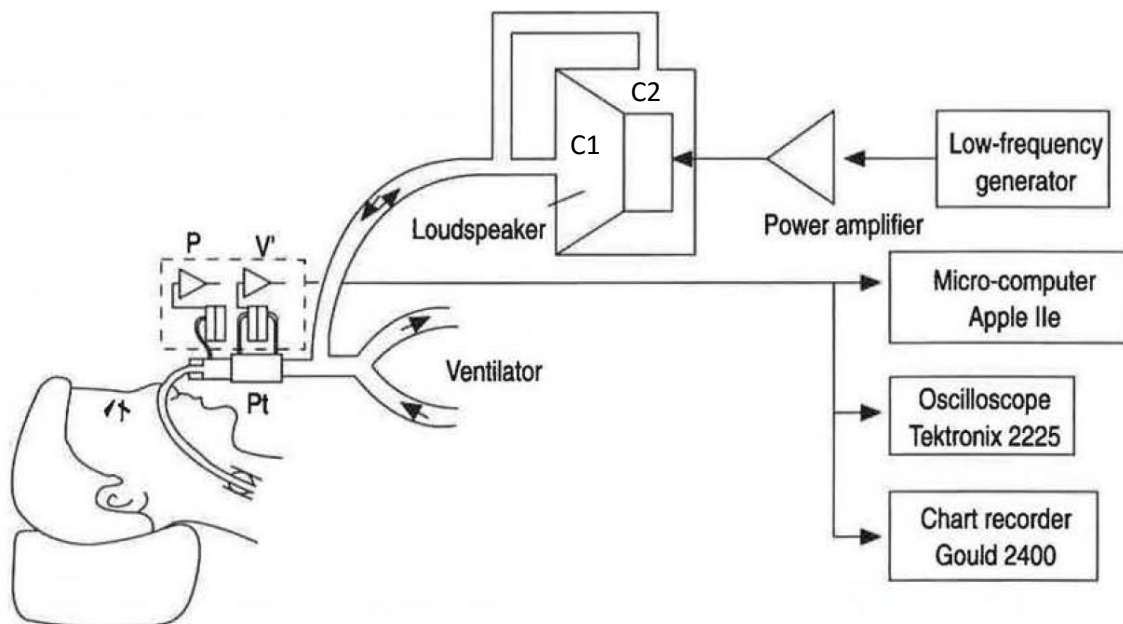 C2
C1
Low-frequency
generator
Loudspeaker
Power amplifier
P
V'
Micro-computer
Apple IIe
Ventilator
Pt
Oscilloscope
Tektronix 2225
Chart recorder
Gould 2400